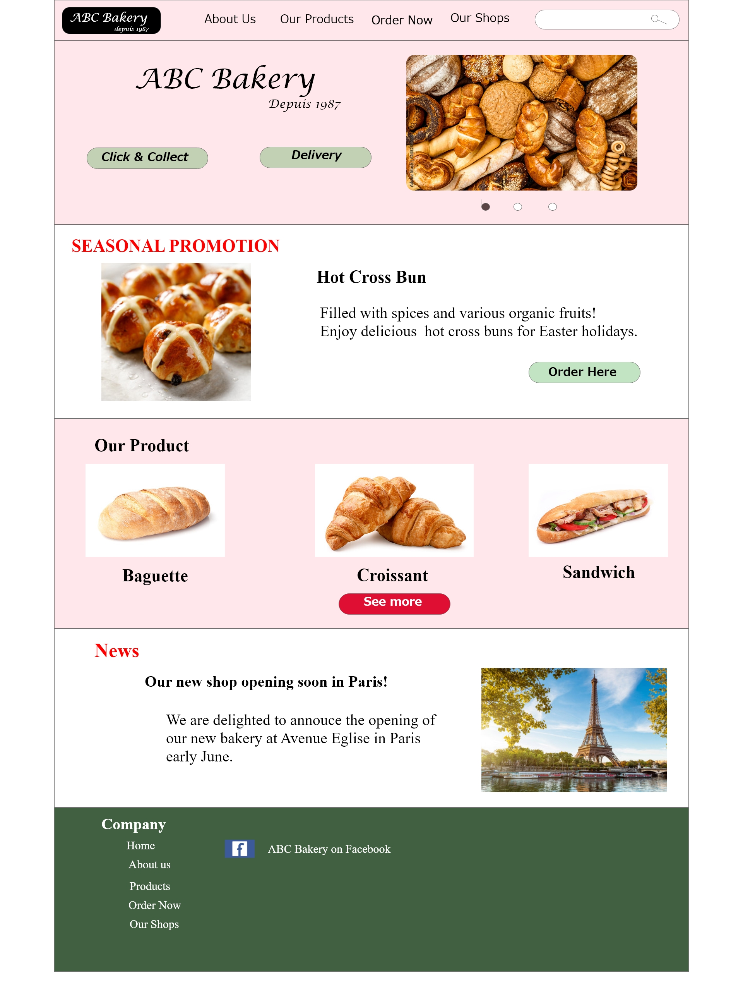 ABC Bakery
depuis 1987
About Us
Our Products
Order Now
Our Shops
ABC Bakery
Depuis 1987
Click & Collect
Delivery
SEASONAL PROMOTION
Hot Cross Bun
Filled with spices and various organic fruits!
Enjoy delicious  hot cross buns for Easter holidays.
Order Here
Our Product
Baguette
Croissant
Sandwich
See more
News
Our new shop opening soon in Paris!
We are delighted to annouce the opening of
our new bakery at Avenue Eglise in Paris
early June.
Company
Home
About us
Products
Order Now
Our Shops
f
ABC Bakery on Facebook